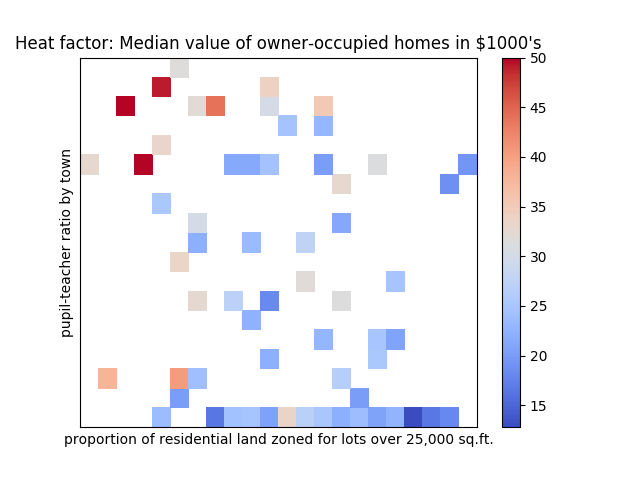 Heat factor: Median value of owner-occupied homes in $1000's
pupil-teacher ratio by town
proportion of residential land zoned for lots over 25,000 sq.ft.
50
45
40
35
30
25
20
15